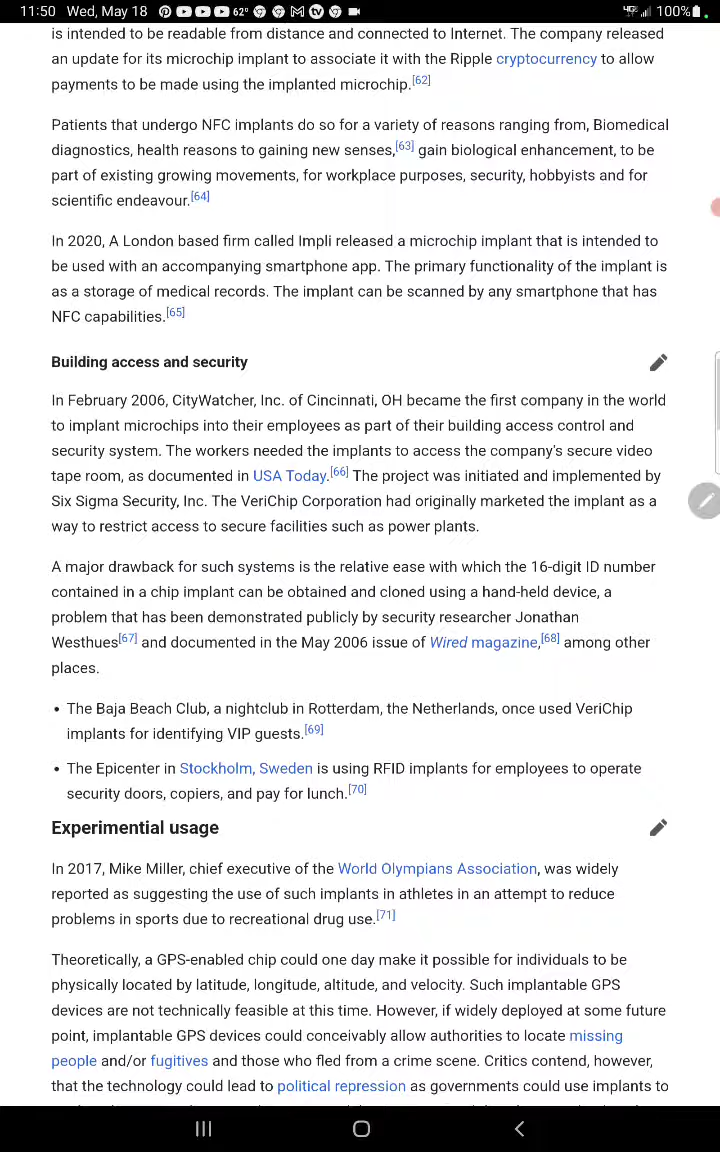 11:50 Wed, May 18 62° 4G 100%
is intended to be readable from distance and connected to Internet. The company released
an update for its microchip implant to associate it with the Ripple cryptocurrency to allow
payments to be made using the implanted microchip.[62]
Patients that undergo NFC implants do so for a variety of reasons ranging from, Biomedical
diagnostics, health reasons to gaining new senses,[63] gain biological enhancement, to be
part of existing growing movements, for workplace purposes, security, hobbyists and for
scientific endeavour.[64]
In 2020, A London based firm called Impli released a microchip implant that is intended to
be used with an accompanying smartphone app. The primary functionality of the implant is
as a storage of medical records. The implant can be scanned by any smartphone that has
NFC capabilities.[65]
Building access and security
In February 2006, CityWatcher, Inc. of Cincinnati, OH became the first company in the world
to implant microchips into their employees as part of their building access control and
security system. The workers needed the implants to access the company's secure video
tape room, as documented in USA Today.[66] The project was initiated and implemented by
Six Sigma Security, Inc. The VeriChip Corporation had originally marketed the implant as a
way to restrict access to secure facilities such as power plants.
A major drawback for such systems is the relative ease with which the 16-digit ID number
contained in a chip implant can be obtained and cloned using a hand-held device, a
problem that has been demonstrated publicly by security researcher Jonathan
Westhues[67] and documented in the May 2006 issue of Wired magazine,[68] among other
places.
• The Baja Beach Club, a nightclub in Rotterdam, the Netherlands, once used VeriChip
implants for identifying VIP guests.[69]
• The Epicenter in Stockholm, Sweden is using RFID implants for employees to operate
security doors, copiers, and pay for lunch.[70]
Experimential usage
In 2017, Mike Miller, chief executive of the World Olympians Association, was widely
reported as suggesting the use of such implants in athletes in an attempt to reduce
problems in sports due to recreational drug use.[71]
Theoretically, a GPS-enabled chip could one day make it possible for individuals to be
physically located by latitude, longitude, altitude, and velocity. Such implantable GPS
devices are not technically feasible at this time. However, if widely deployed at some future
point, implantable GPS devices could conceivably allow authorities to locate missing
people and/or fugitives and those who fled from a crime scene. Critics contend, however,
that the technology could lead to political repression as governments could use implants to